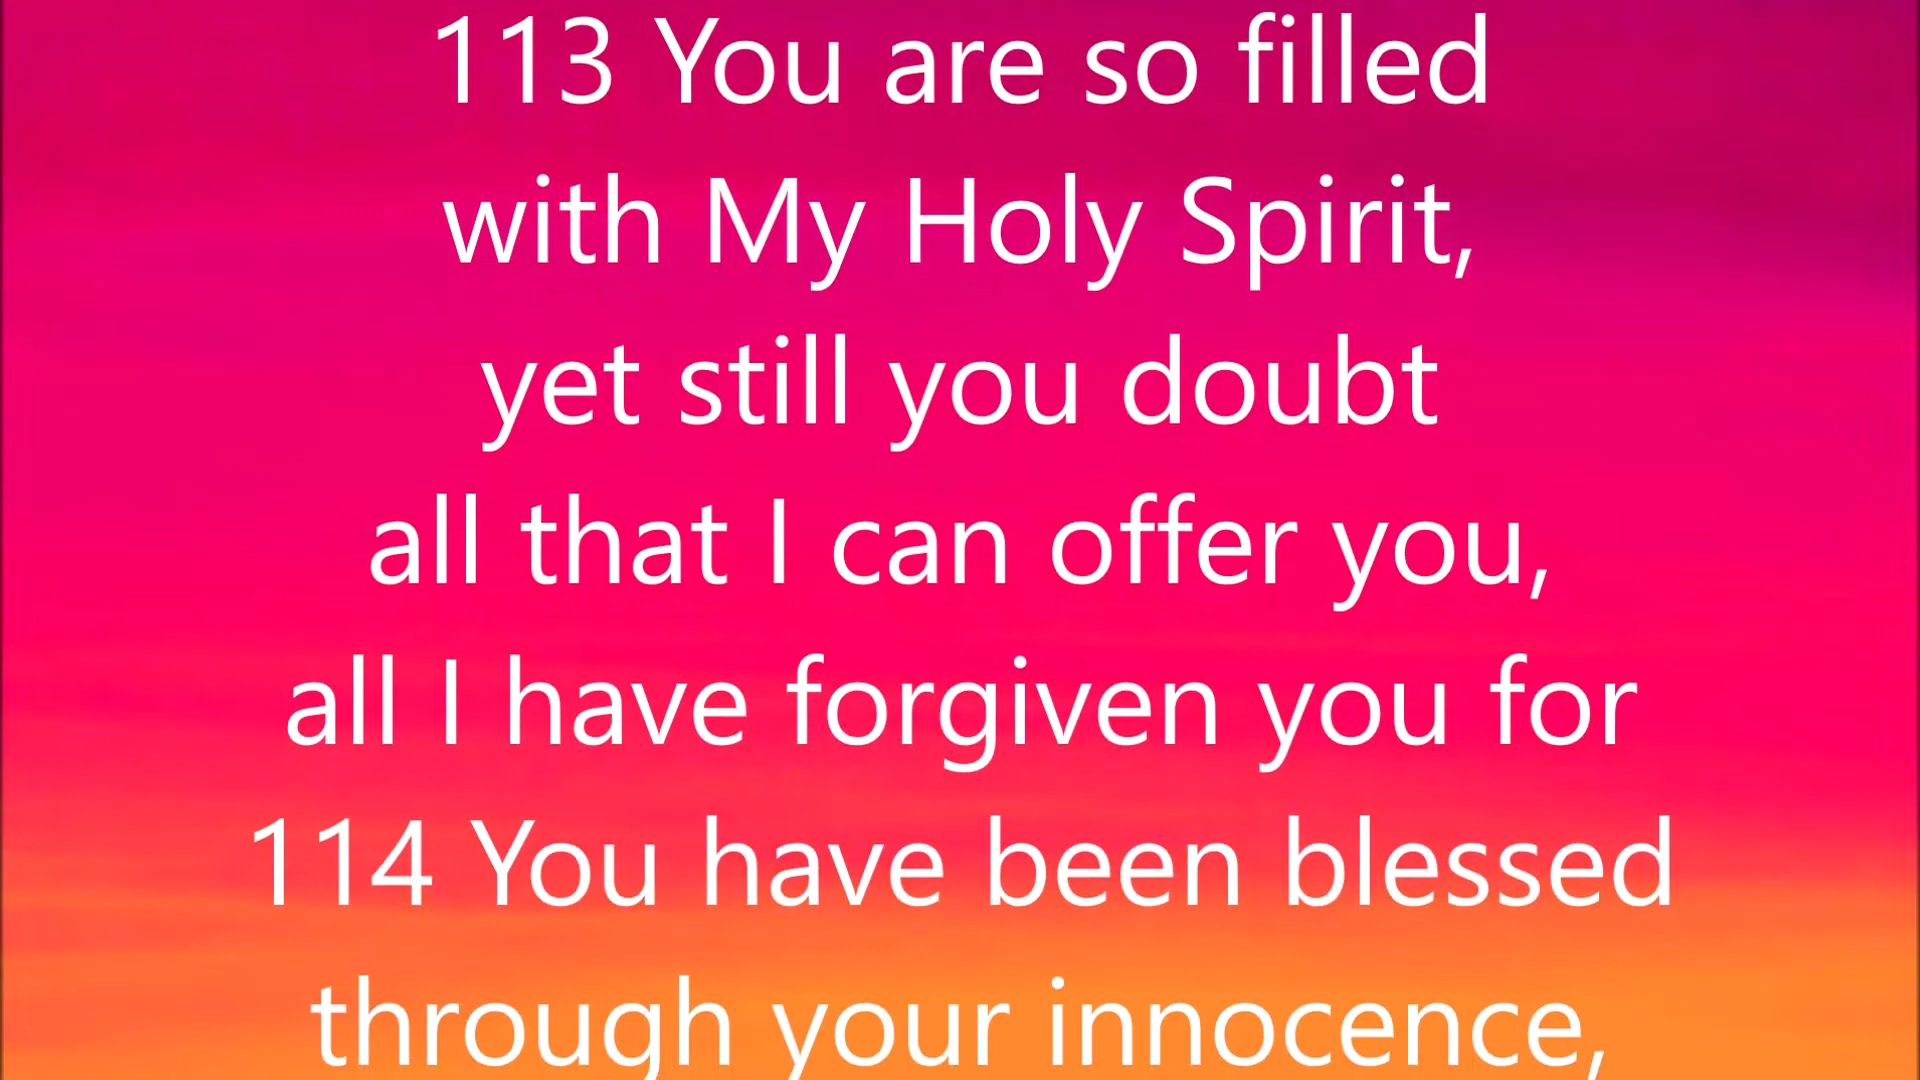 113 You are so filled
with My Holy Spirit,
yet still you doubt
all that I can offer you,
all I have forgiven you for
114 You have been blessed
through your innocence,